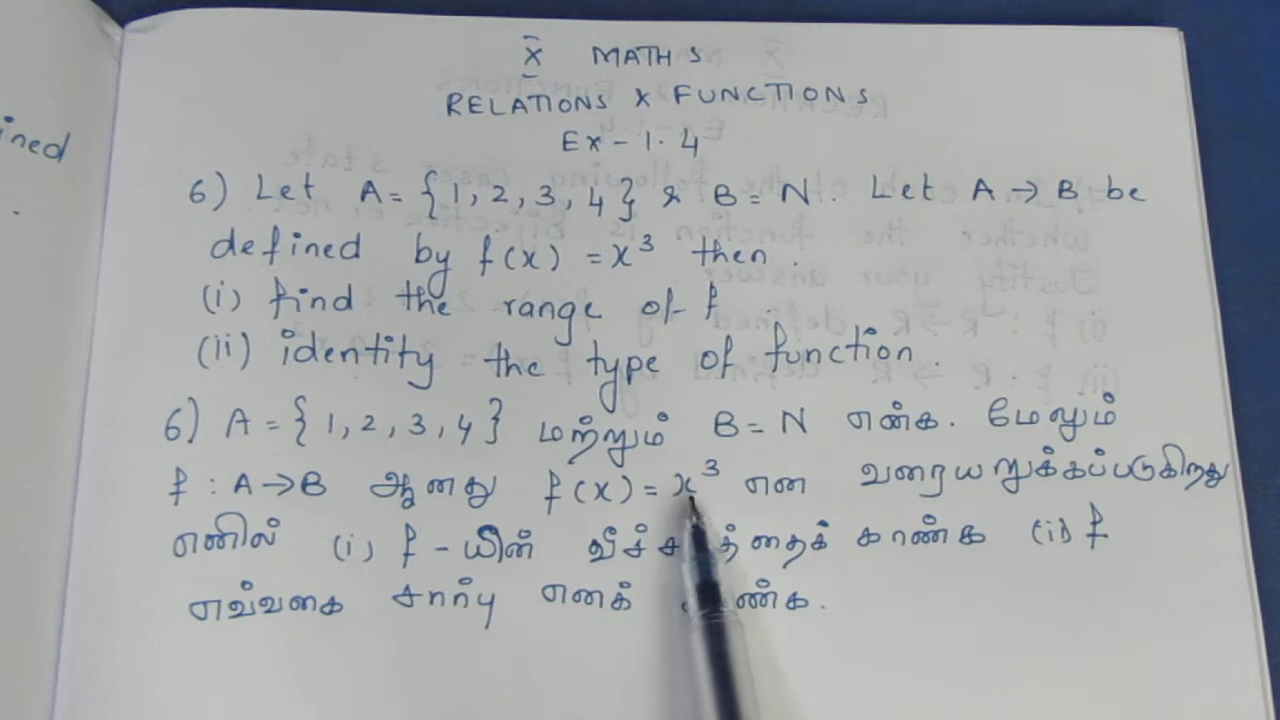 ined
X MATHS
RELATIONS & FUNCTIONS
Ex - 1.4
6) Let A = {1, 2, 3, 4} & B = N. Let A → B be
defined by f(x) = x³ then.
(i) find the range of f
(ii) identity the type of function.
6) A = {1, 2, 3, 4} மற்றும் B = N என்க. மேலும்
f : A → B ஆனது f(x) = x³ என வரையறுக்கப்படுகிறது
எனில் (i) f - யின் காண்க (ii) f
எவ்வகை சார்பு எனக்